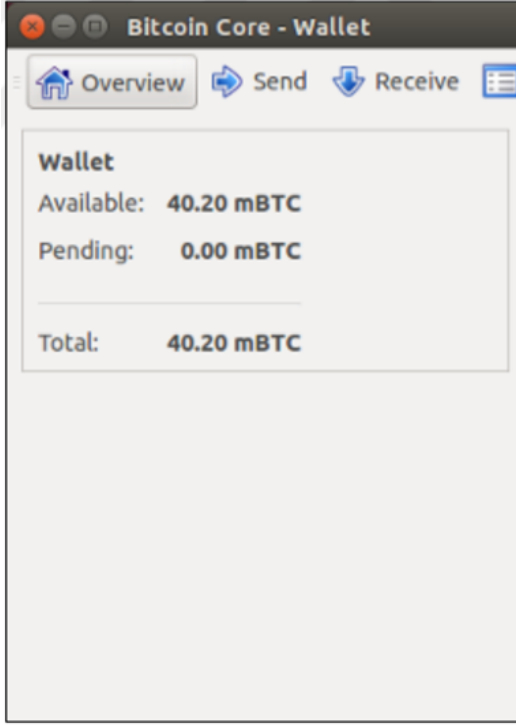 Bitcoin Core - Wallet
Overview Send Receive
Wallet
Available: 40.20 mBTC
Pending: 0.00 mBTC
Total: 40.20 mBTC